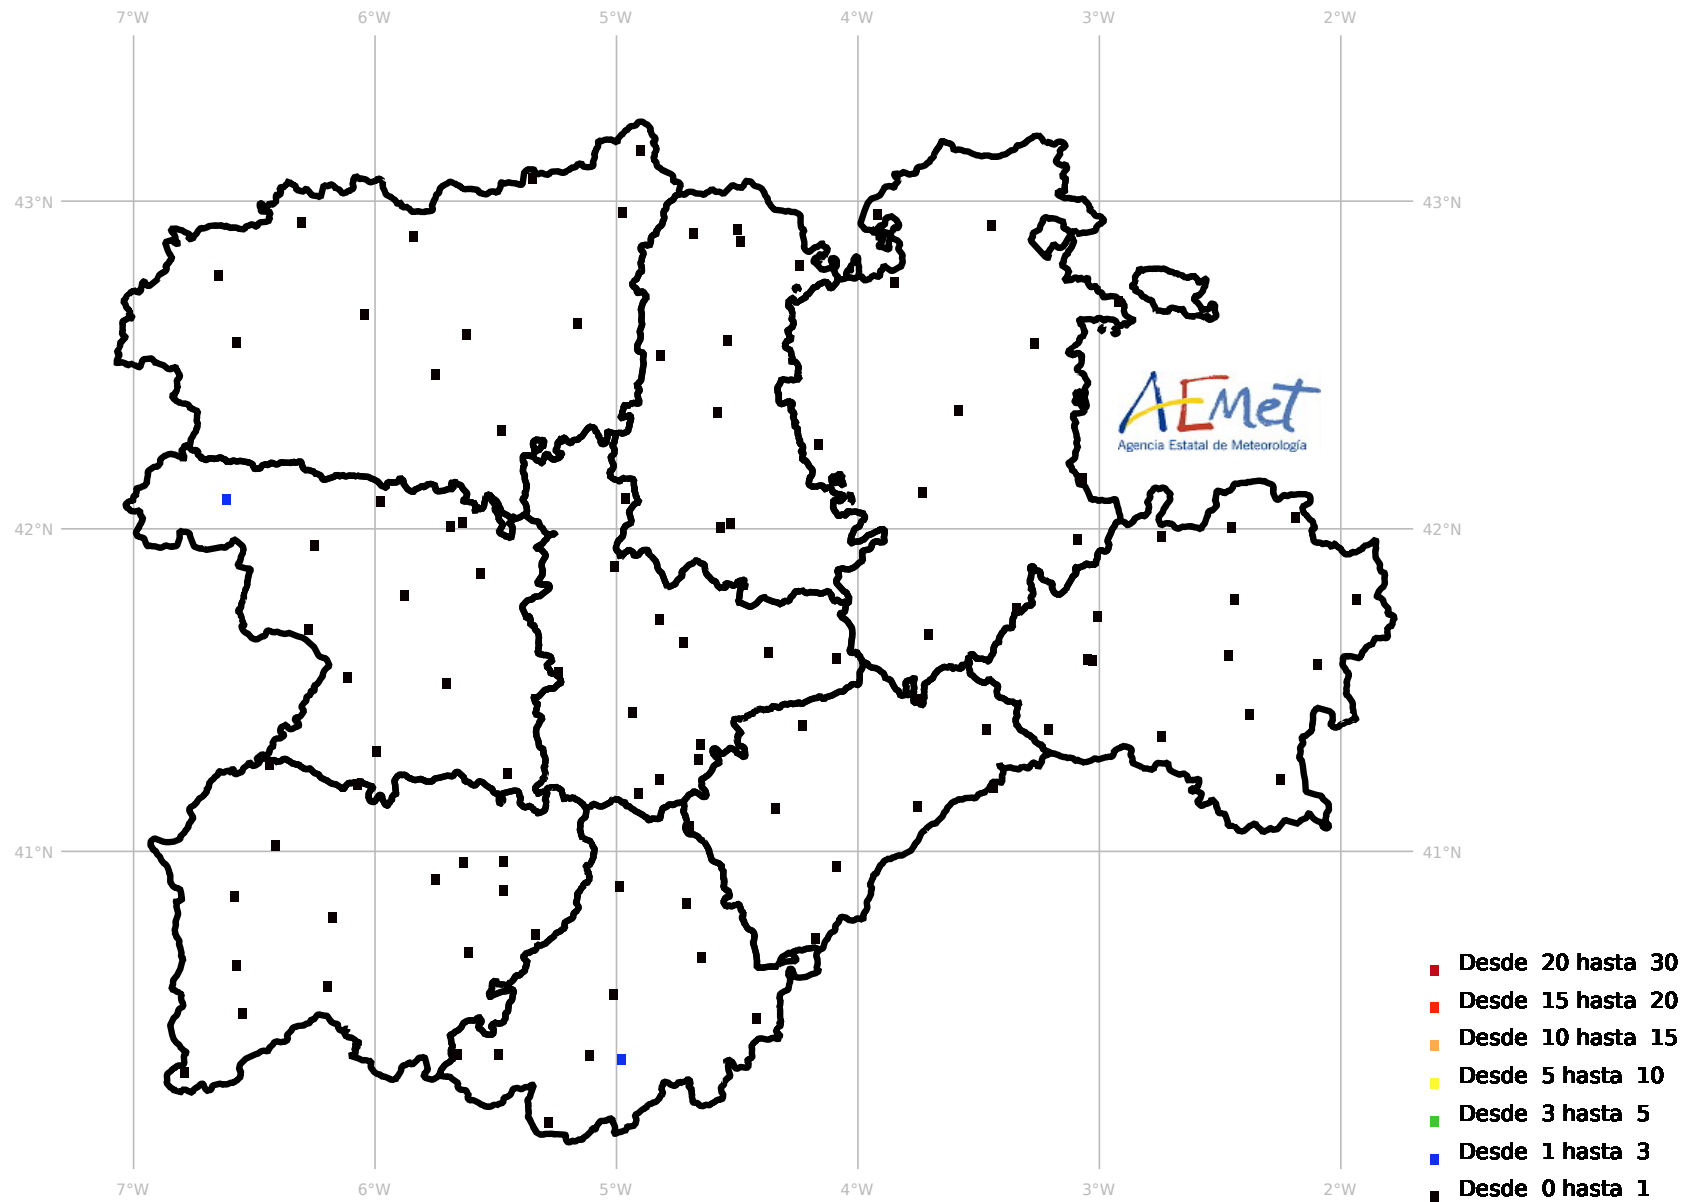 7°W 6°W 5°W 4°W 3°W 2°W
43°N 43°N
AEMet
Agencia Estatal de Meteorología
42°N 42°N
41°N 41°N
Desde 20 hasta 30
Desde 15 hasta 20
Desde 10 hasta 15
Desde 5 hasta 10
Desde 3 hasta 5
Desde 1 hasta 3
Desde 0 hasta 1
7°W 6°W 5°W 4°W 3°W 2°W